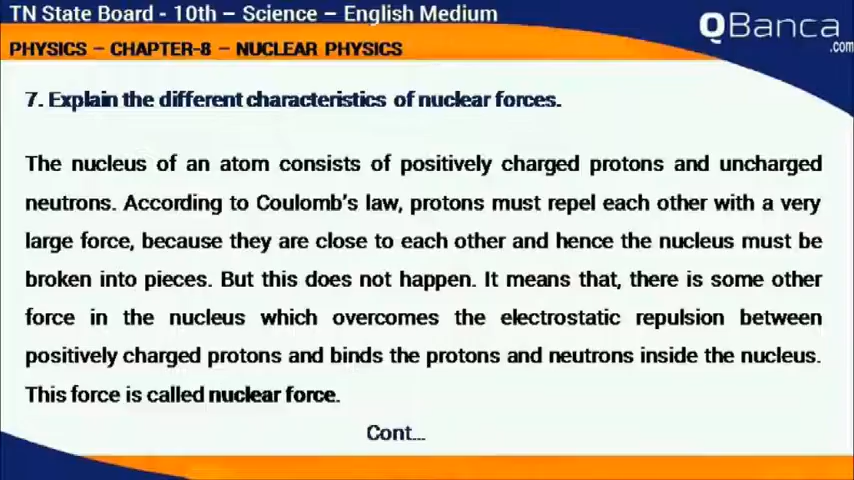 TN State Board - 10th – Science – English Medium
QBanca
.com
PHYSICS – CHAPTER-8 – NUCLEAR PHYSICS
7. Explain the different characteristics of nuclear forces.
The nucleus of an atom consists of positively charged protons and uncharged
neutrons. According to Coulomb's law, protons must repel each other with a very
large force, because they are close to each other and hence the nucleus must be
broken into pieces. But this does not happen. It means that, there is some other
force in the nucleus which overcomes the electrostatic repulsion between
positively charged protons and binds the protons and neutrons inside the nucleus.
This force is called nuclear force.
Cont...